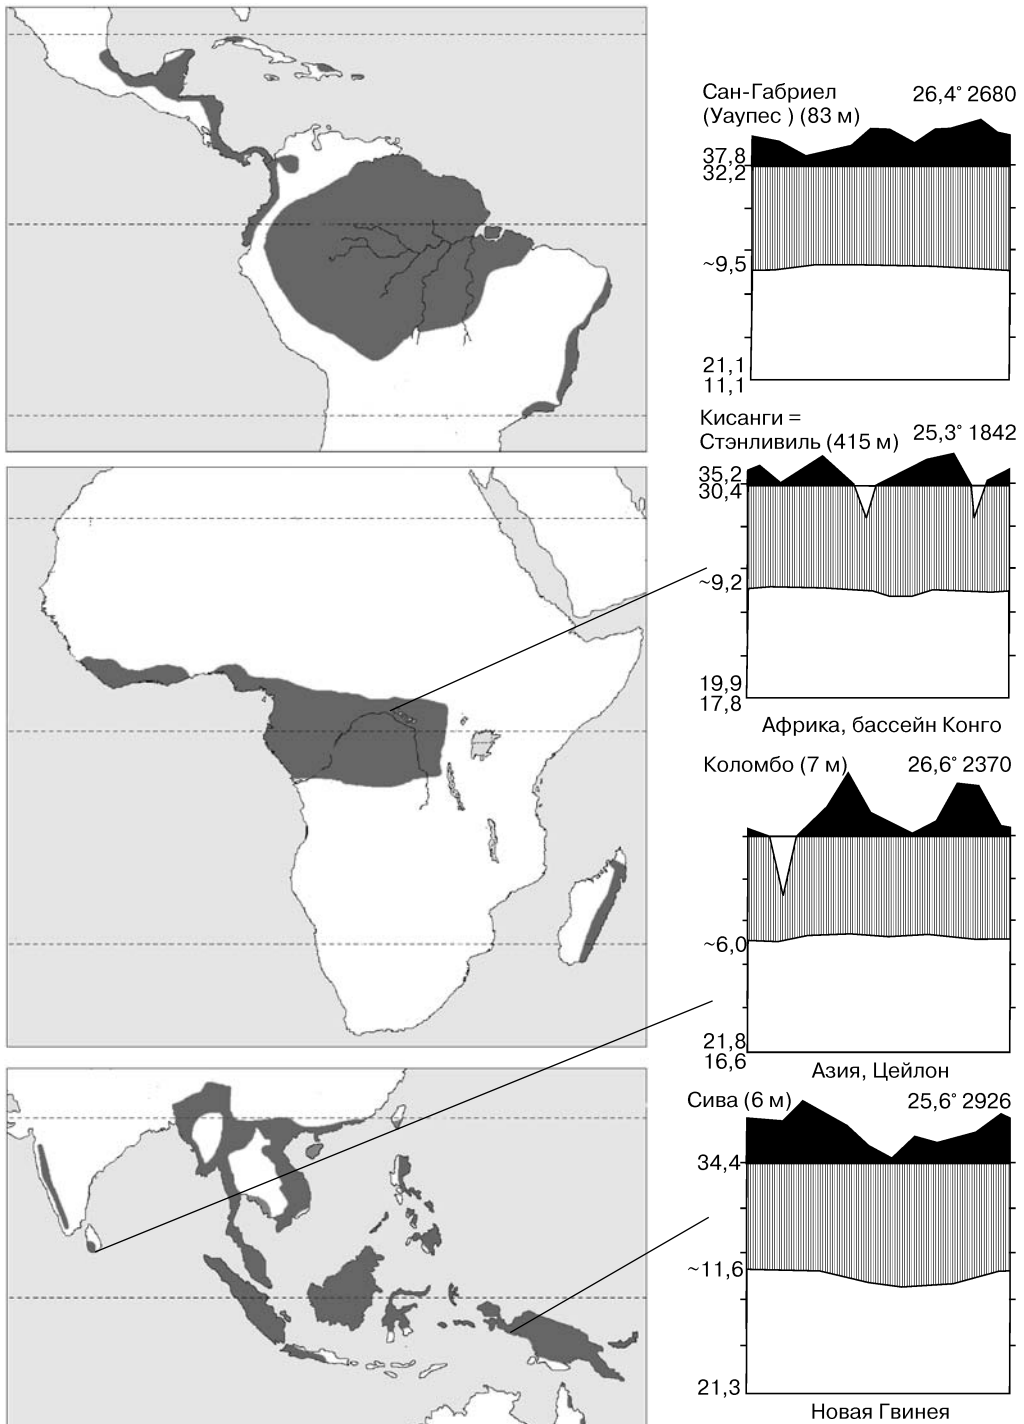 Сан-Габриел
(Уаупес ) (83 м)
26,4° 2680
37,8
32,2
~9,5
21,1
11,1
Кисанги =
Стэнливиль (415 м)
25,3° 1842
35,2
30,4
~9,2
19,9
17,8
Африка, бассейн Конго
Коломбо (7 м)
26,6° 2370
~6,0
21,8
16,6
Азия, Цейлон
Сива (6 м)
25,6° 2926
34,4
~11,6
21,3
Новая Гвинея